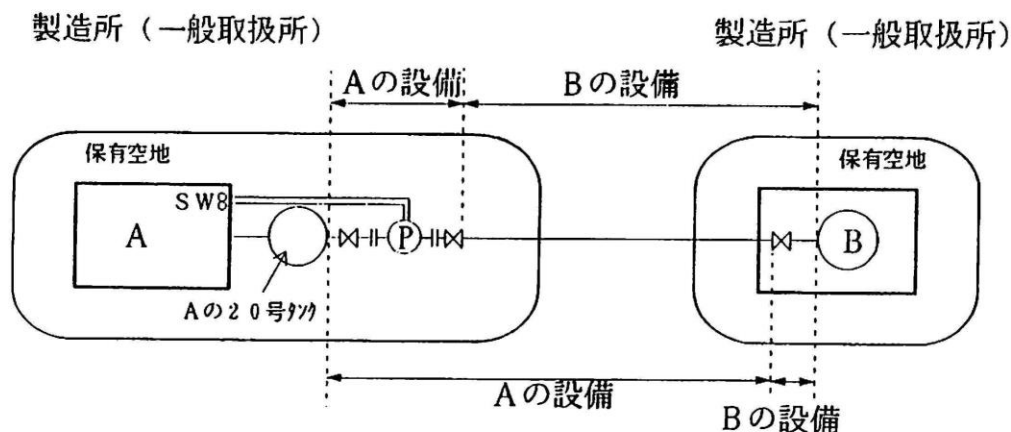 製造所（一般取扱所）
製造所（一般取扱所）
Aの設備
Bの設備
保有空地
保有空地
SW8
A
P
B
Aの20号タンク
Aの設備
Bの設備